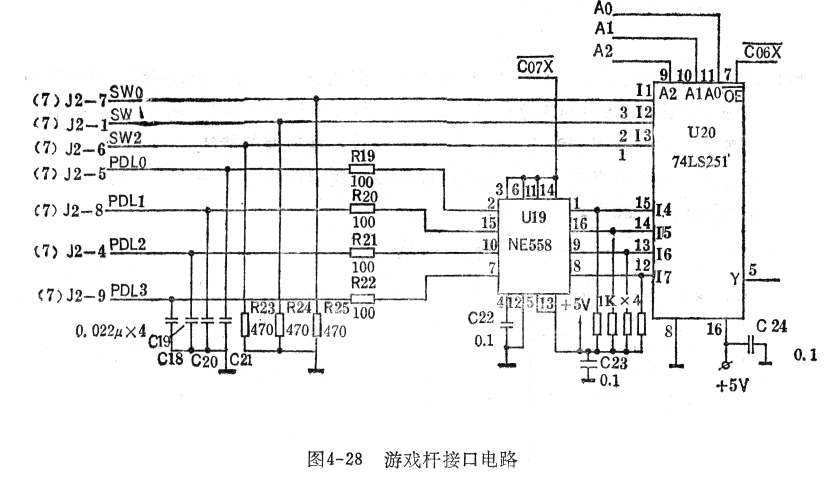 A0
A1
A2
C07X
C06X
9 10 11 7
A2 A1 A0 OE
(7) J2-7 SW0
I1
(7) J2-1 SW
3 I2
(7) J2-6 SW2
2 I3
1
U20
74LS251
(7) J2-5 PDL0
R19
100
3 6 11 14
(7) J2-8 PDL1
R20
100
2
U19
1
15 I4
15
16
14 I5
(7) J2-4 PDL2
R21
100
10
NE558
9
13 I6
7
8
12 I7
Y 5
(7) J2-9 PDL3
R22
100
4 12 5 13
+5V
1K×4
0.022μ×4
C19
C18
C20
C21
R23
470
R24
470
R25
470
C22
0.1
C23
0.1
8
16
C24
0.1
+5V
图4-28 游戏杆接口电路